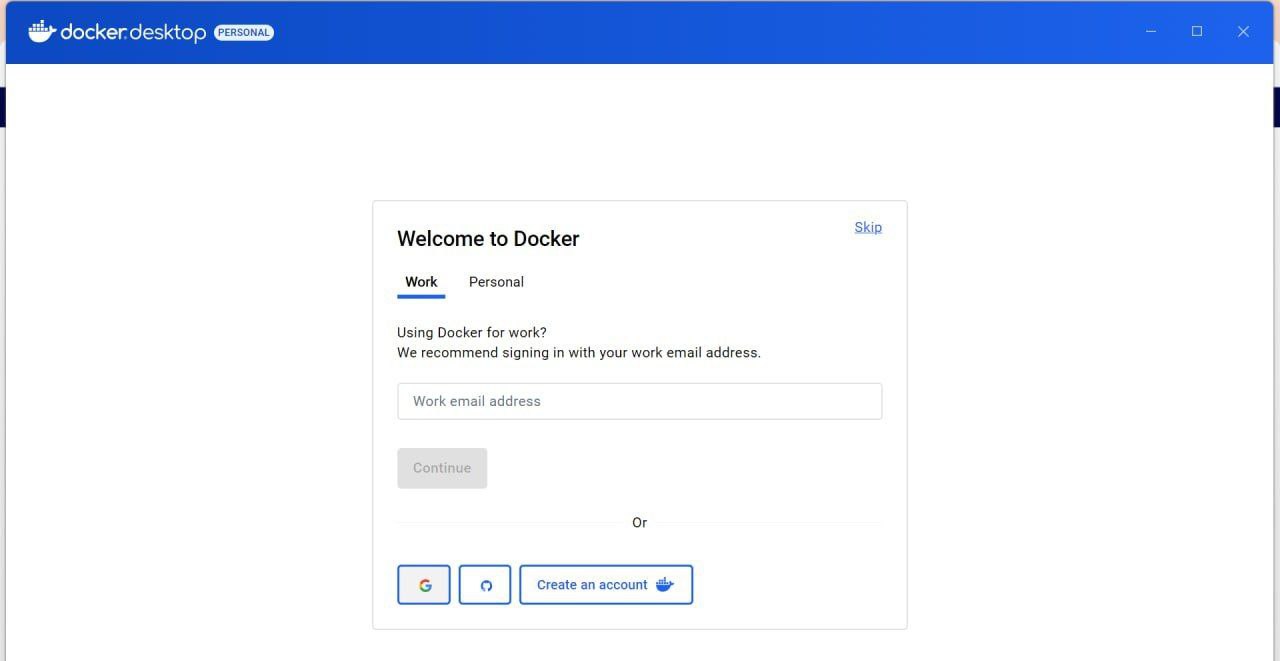 docker.desktop PERSONAL
Welcome to Docker
Skip
Work Personal
Using Docker for work?
We recommend signing in with your work email address.
Work email address
Continue
Or
Create an account